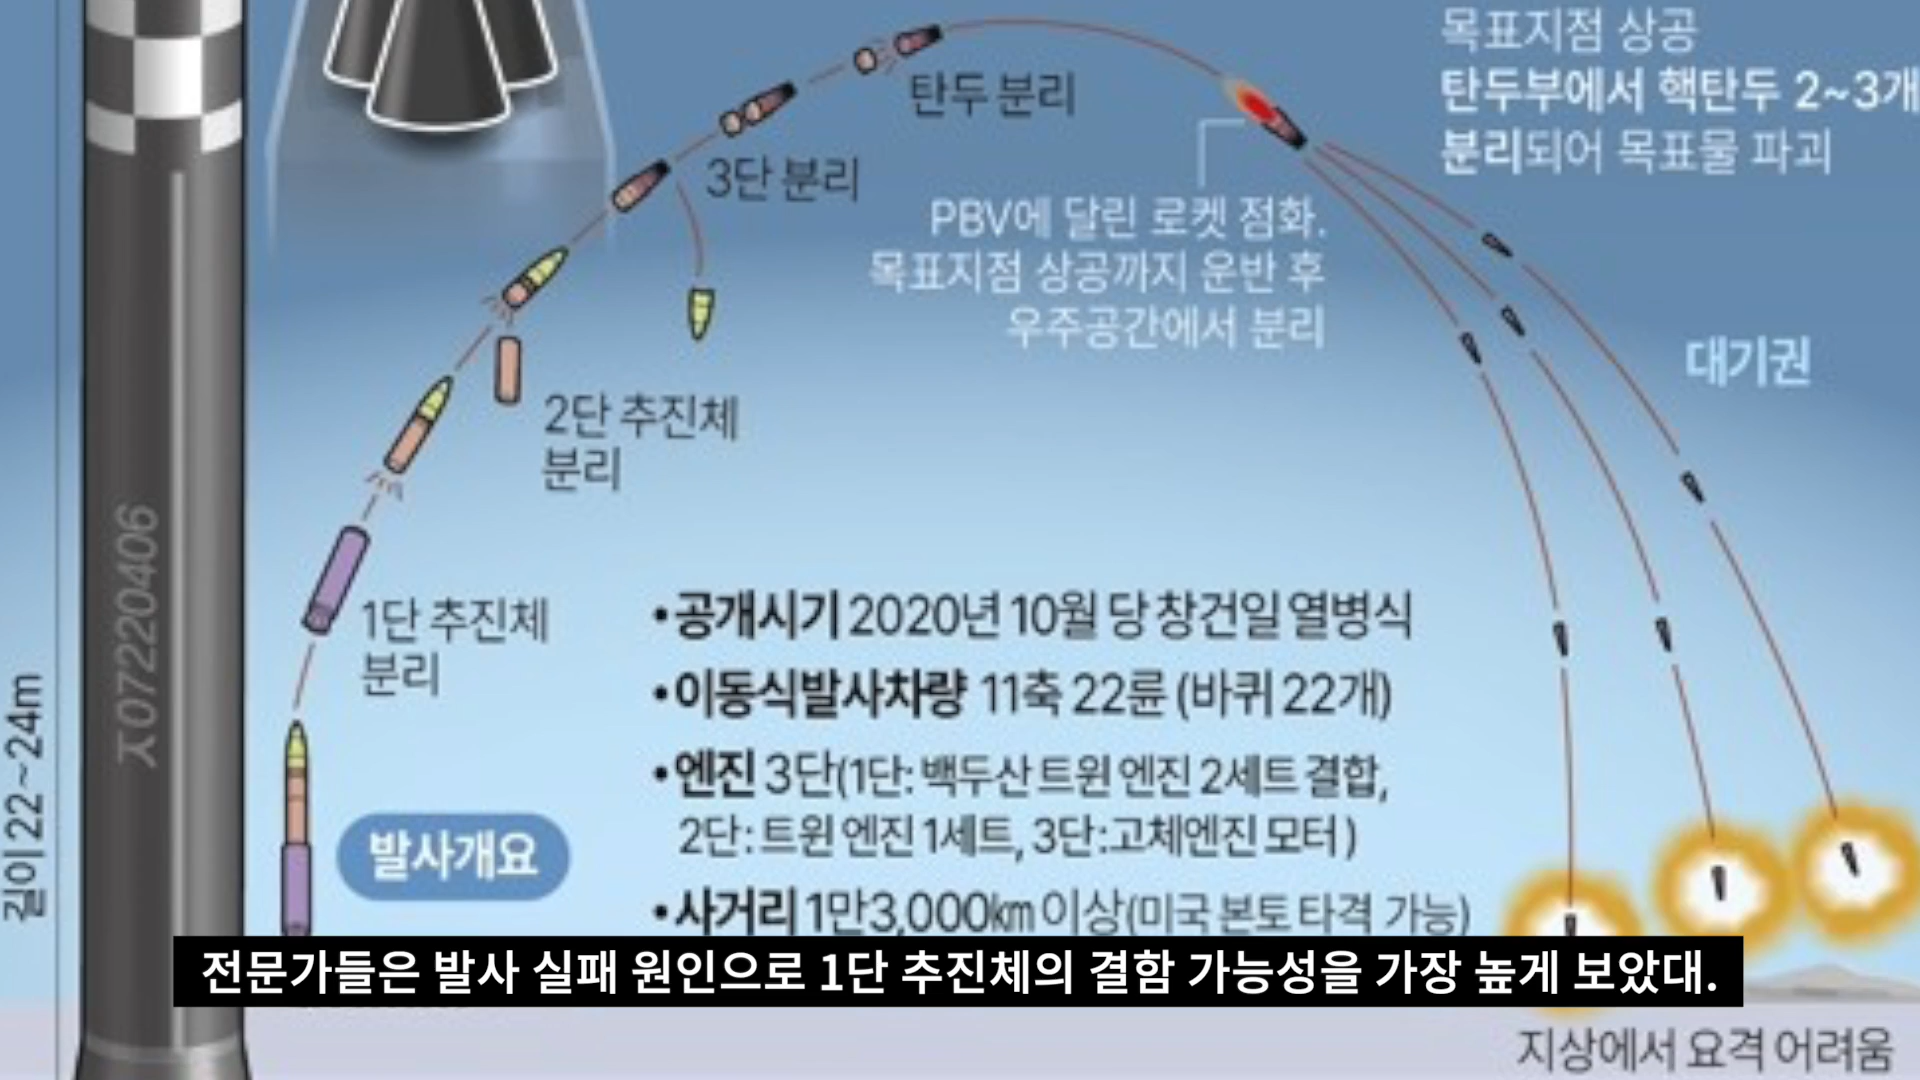 목표지점 상공
탄두부에서 핵탄두 2~3개
분리되어 목표물 파괴
탄두 분리
3단 분리
PBV에 달린 로켓 점화.
목표지점 상공까지 운반 후
우주공간에서 분리
대기권
2단 추진체
분리
1단 추진체
분리
ㅈ07220406
길이 22~24m
발사개요
•공개시기 2020년 10월 당 창건일 열병식
•이동식발사차량 11축 22륜 (바퀴 22개)
•엔진 3단(1단: 백두산 트윈 엔진 2세트 결합,
2단: 트윈 엔진 1세트, 3단:고체엔진 모터 )
•사거리 1만3,000㎞ 이상(미국 본토 타격 가능)
전문가들은 발사 실패 원인으로 1단 추진체의 결함 가능성을 가장 높게 보았대.
지상에서 요격 어려움